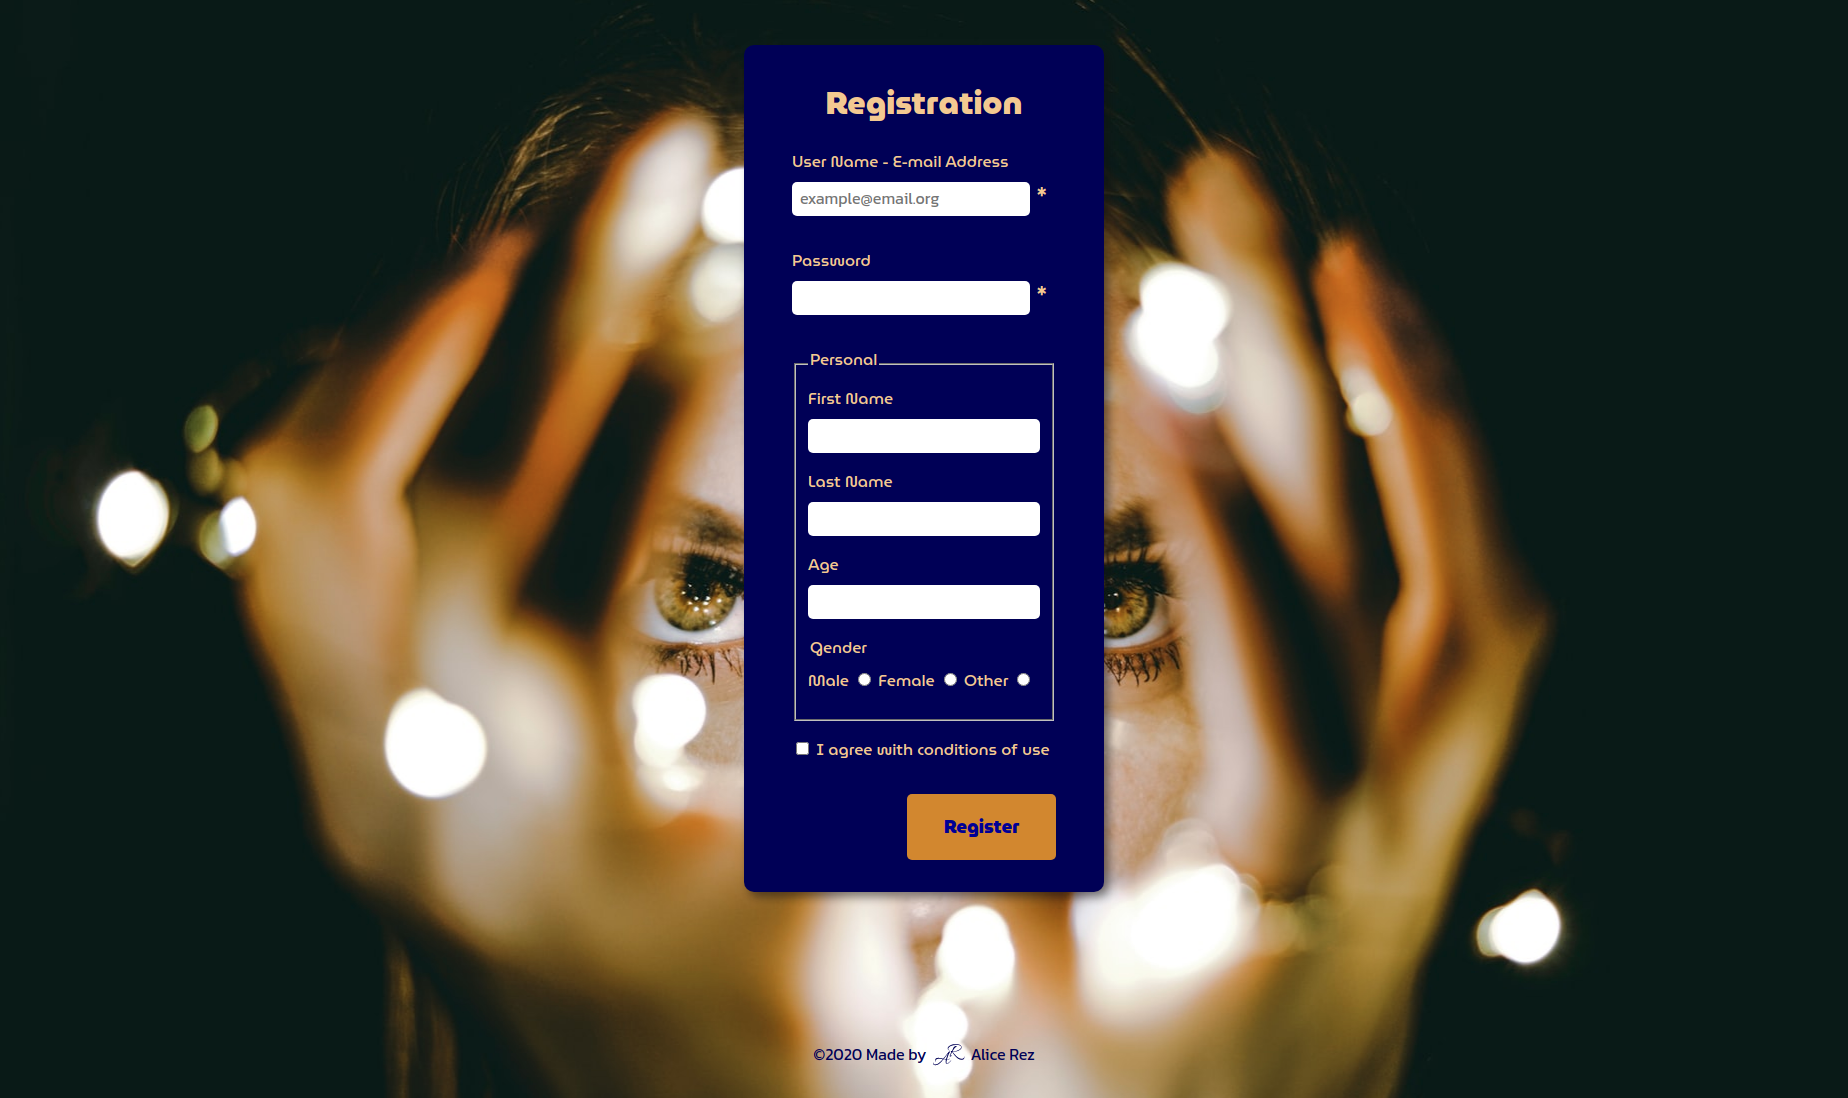 Registration
User Name - E-mail Address
example@email.org *
Password
*
Personal
First Name
Last Name
Age
Gender
Male Female Other
I agree with conditions of use
Register
©2020 Made by AR Alice Rez